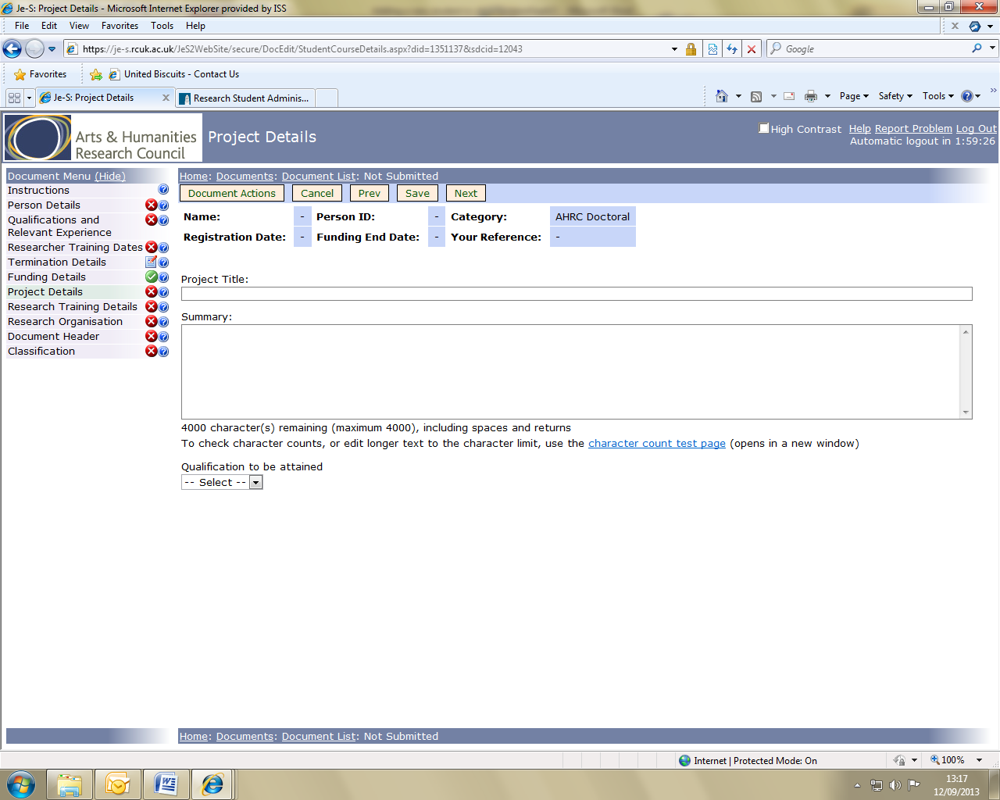 Je-S: Project Details - Microsoft Internet Explorer provided by ISS
File Edit View Favorites Tools Help
https://je-s.rcuk.ac.uk/JeS2WebSite/secure/DocEdit/StudentCourseDetails.aspx?did=1351137&sdcid=12043
Google
Favorites United Biscuits - Contact Us
Je-S: Project Details Research Student Adminis...
Page Safety Tools
Arts & Humanities
Research Council
Project Details
High Contrast Help Report Problem Log Out
Automatic logout in 1:59:26
Document Menu (Hide)
Instructions
Person Details
Qualifications and
Relevant Experience
Researcher Training Dates
Termination Details
Funding Details
Project Details
Research Training Details
Research Organisation
Document Header
Classification
Home: Documents: Document List: Not Submitted
Document Actions Cancel Prev Save Next
Name: - Person ID: - Category: AHRC Doctoral
Registration Date: - Funding End Date: - Your Reference: -
Project Title:
Summary:
4000 character(s) remaining (maximum 4000), including spaces and returns
To check character counts, or edit longer text to the character limit, use the character count test page (opens in a new window)
Qualification to be attained
-- Select --
Home: Documents: Document List: Not Submitted
Internet | Protected Mode: On
100%
13:17
12/09/2013